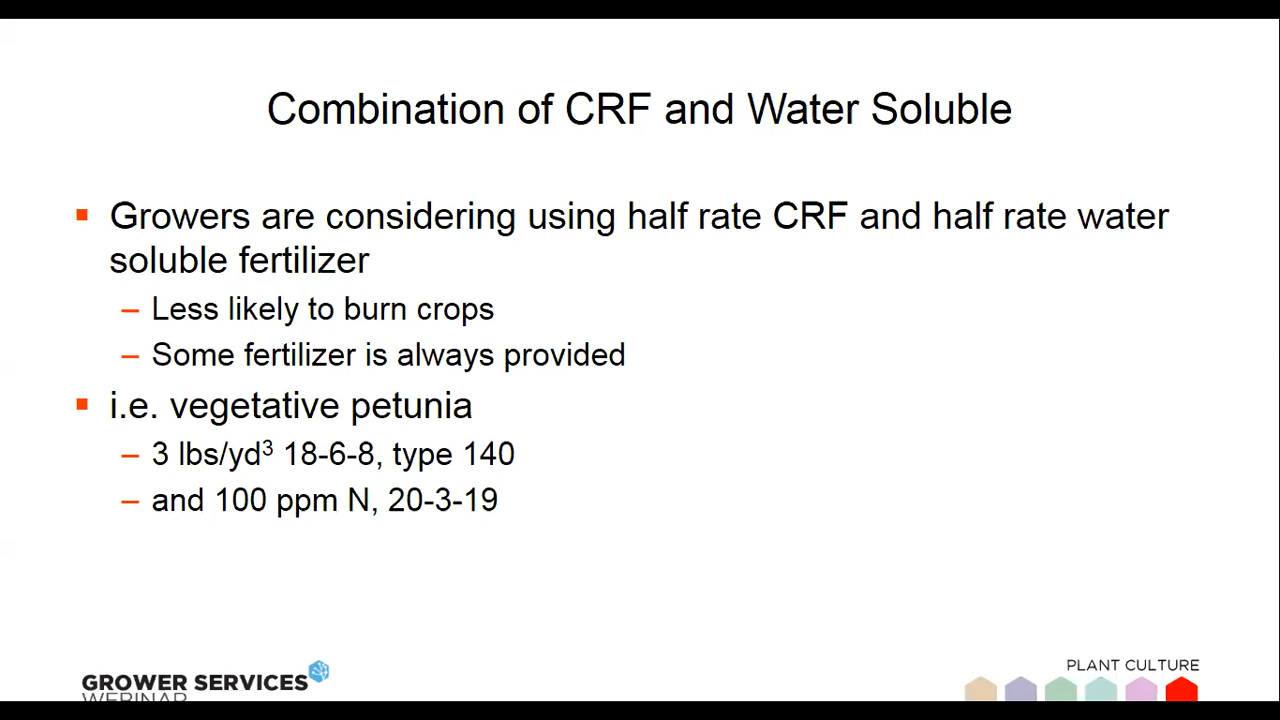 Combination of CRF and Water Soluble
▪ Growers are considering using half rate CRF and half rate water
soluble fertilizer
– Less likely to burn crops
– Some fertilizer is always provided
▪ i.e. vegetative petunia
– 3 lbs/yd³ 18-6-8, type 140
– and 100 ppm N, 20-3-19
GROWER SERVICES
WEBINAR
PLANT CULTURE